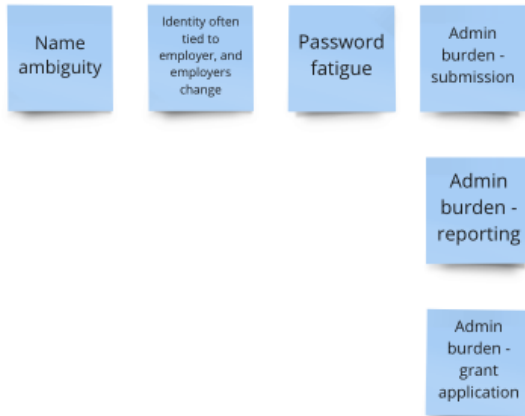 Name
ambiguity
Identity often
tied to
employer, and
employers
change
Password
fatigue
Admin
burden -
submission
Admin
burden -
reporting
Admin
burden -
grant
application